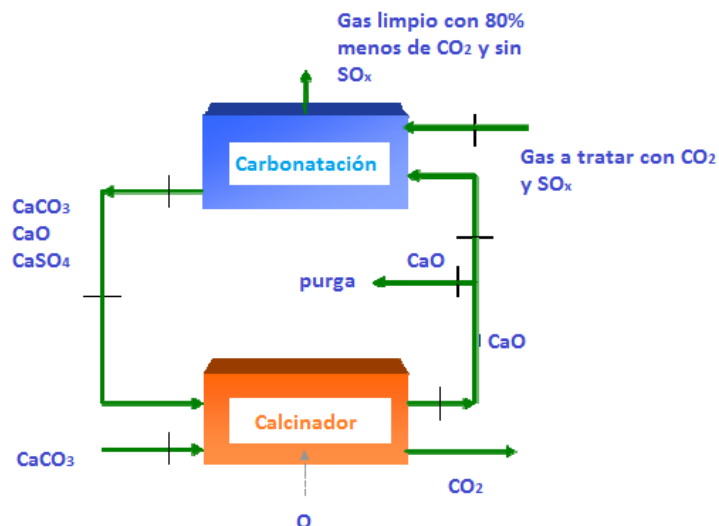 Gas limpio con 80%
menos de CO₂ y sin
SOₓ
Carbonatación
Gas a tratar con CO₂
y SOₓ
CaCO₃
CaO
CaSO₄
CaO
purga
CaO
Calcinador
CaCO₃
CO₂
Q